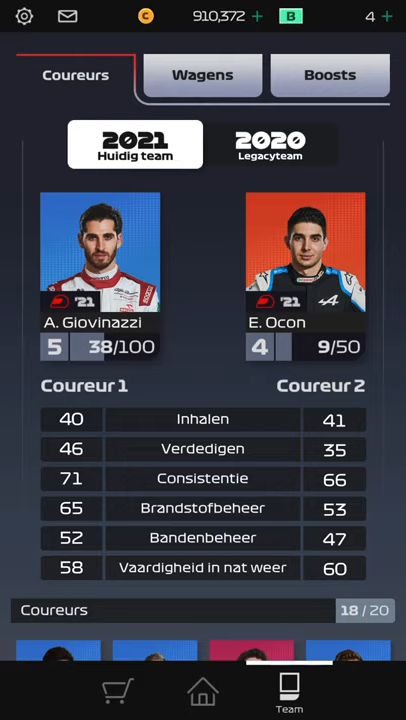 C 910,372 + B 4 +
Coureurs Wagens Boosts
2021 2020
Huidig team Legacyteam
'21 '21
A. Giovinazzi E. Ocon
5 38/100 4 9/50
Coureur 1 Coureur 2
40 Inhalen 41
46 Verdedigen 35
71 Consistentie 66
65 Brandstofbeheer 53
52 Bandenbeheer 47
58 Vaardigheid in nat weer 60
Coureurs 18 / 20
Team